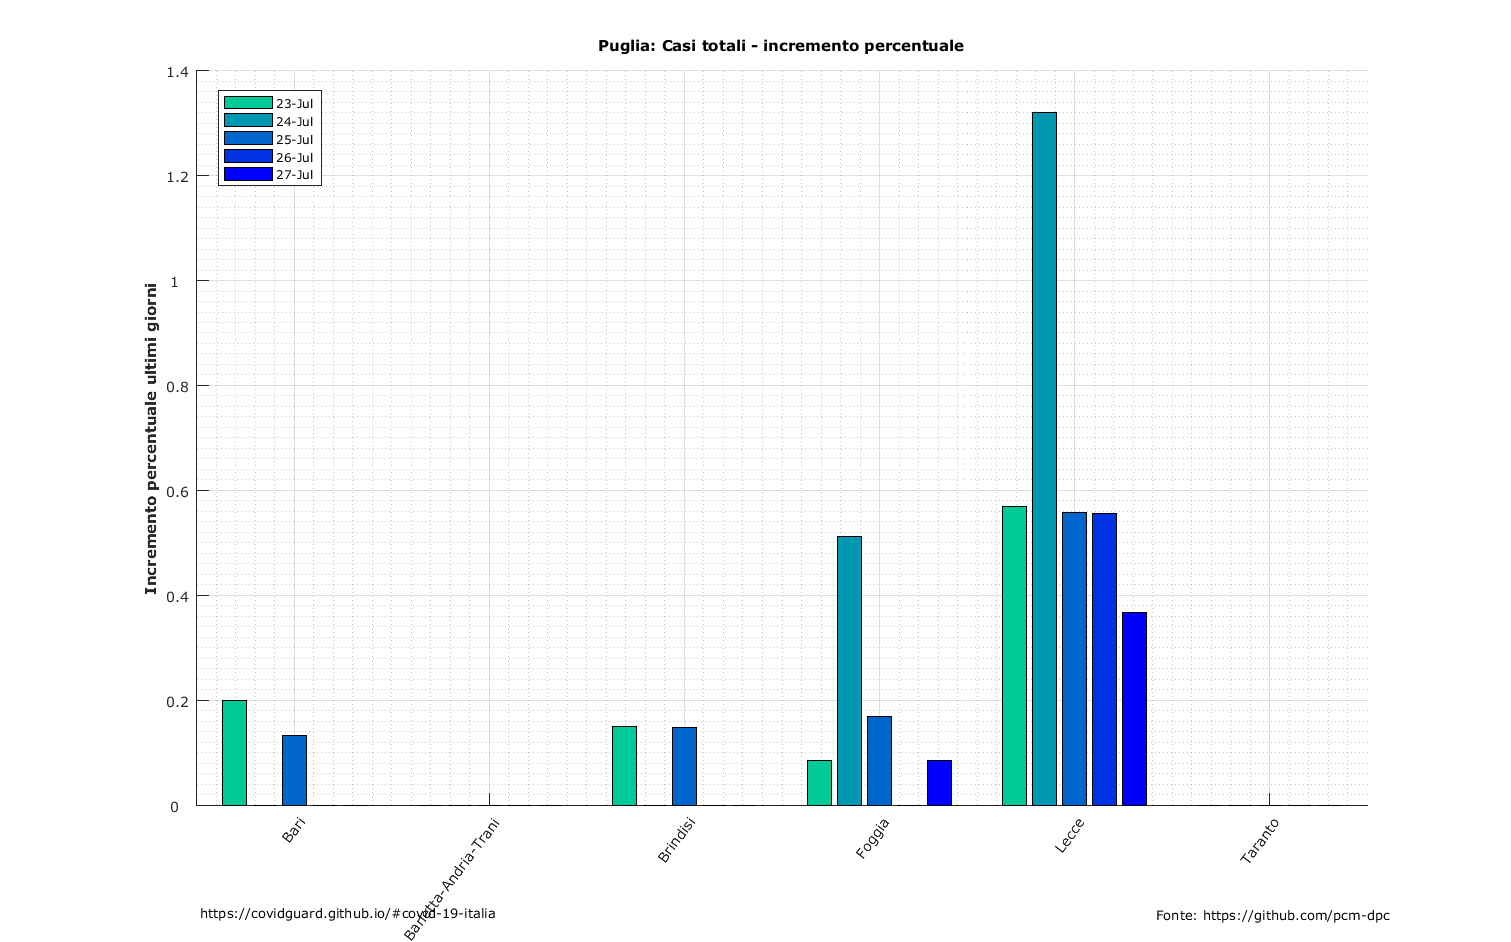 Puglia: Casi totali - incremento percentuale
1.4
1.2
1
0.8
0.6
0.4
0.2
0
Incremento percentuale ultimi giorni
23-Jul
24-Jul
25-Jul
26-Jul
27-Jul
Bari
Barletta-Andria-Trani
Brindisi
Foggia
Lecce
Taranto
https://covidguard.github.io/#covid-19-italia
Fonte: https://github.com/pcm-dpc